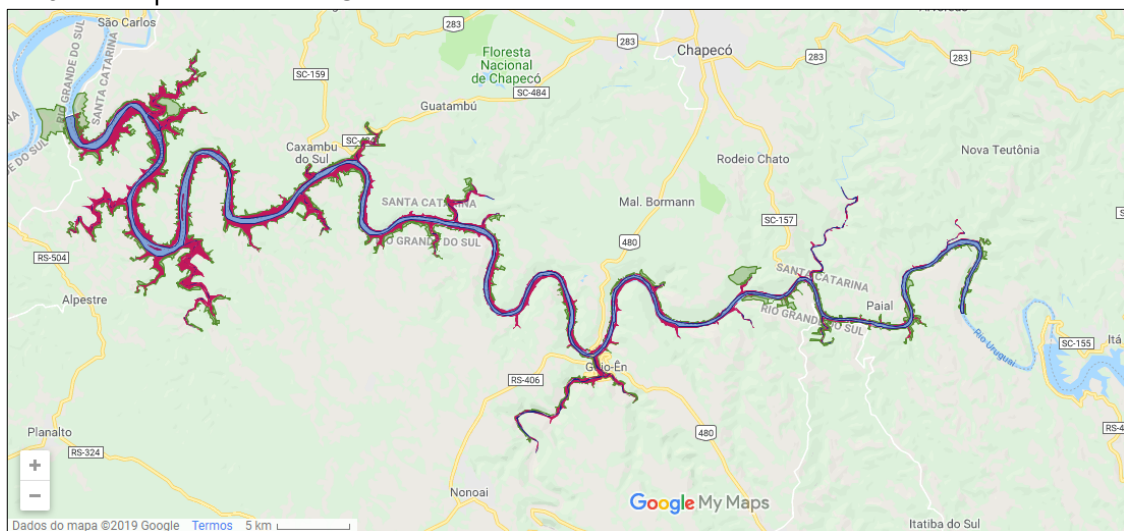 São Carlos
283
283
283
283
Chapecó
Floresta
Nacional
de Chapecó
RIO GRANDE DO SUL
SANTA CATARINA
SC-159
SC-484
Guatambú
Caxambu
do Sul
Rodeio Chato
Nova Teutônia
SANTA CATARINA
Mal. Bormann
SC-157
RIO GRANDE DO SUL
480
RS-504
SANTA CATARINA
Alpestre
Paial
RIO GRANDE DO SUL
Rio Uruguai
SC-155
Itá
RS-406
Planalto
480
RS-324
+
−
Nonoai
Google My Maps
Itatiba do Sul
Dados do mapa ©2019 Google Termos 5 km